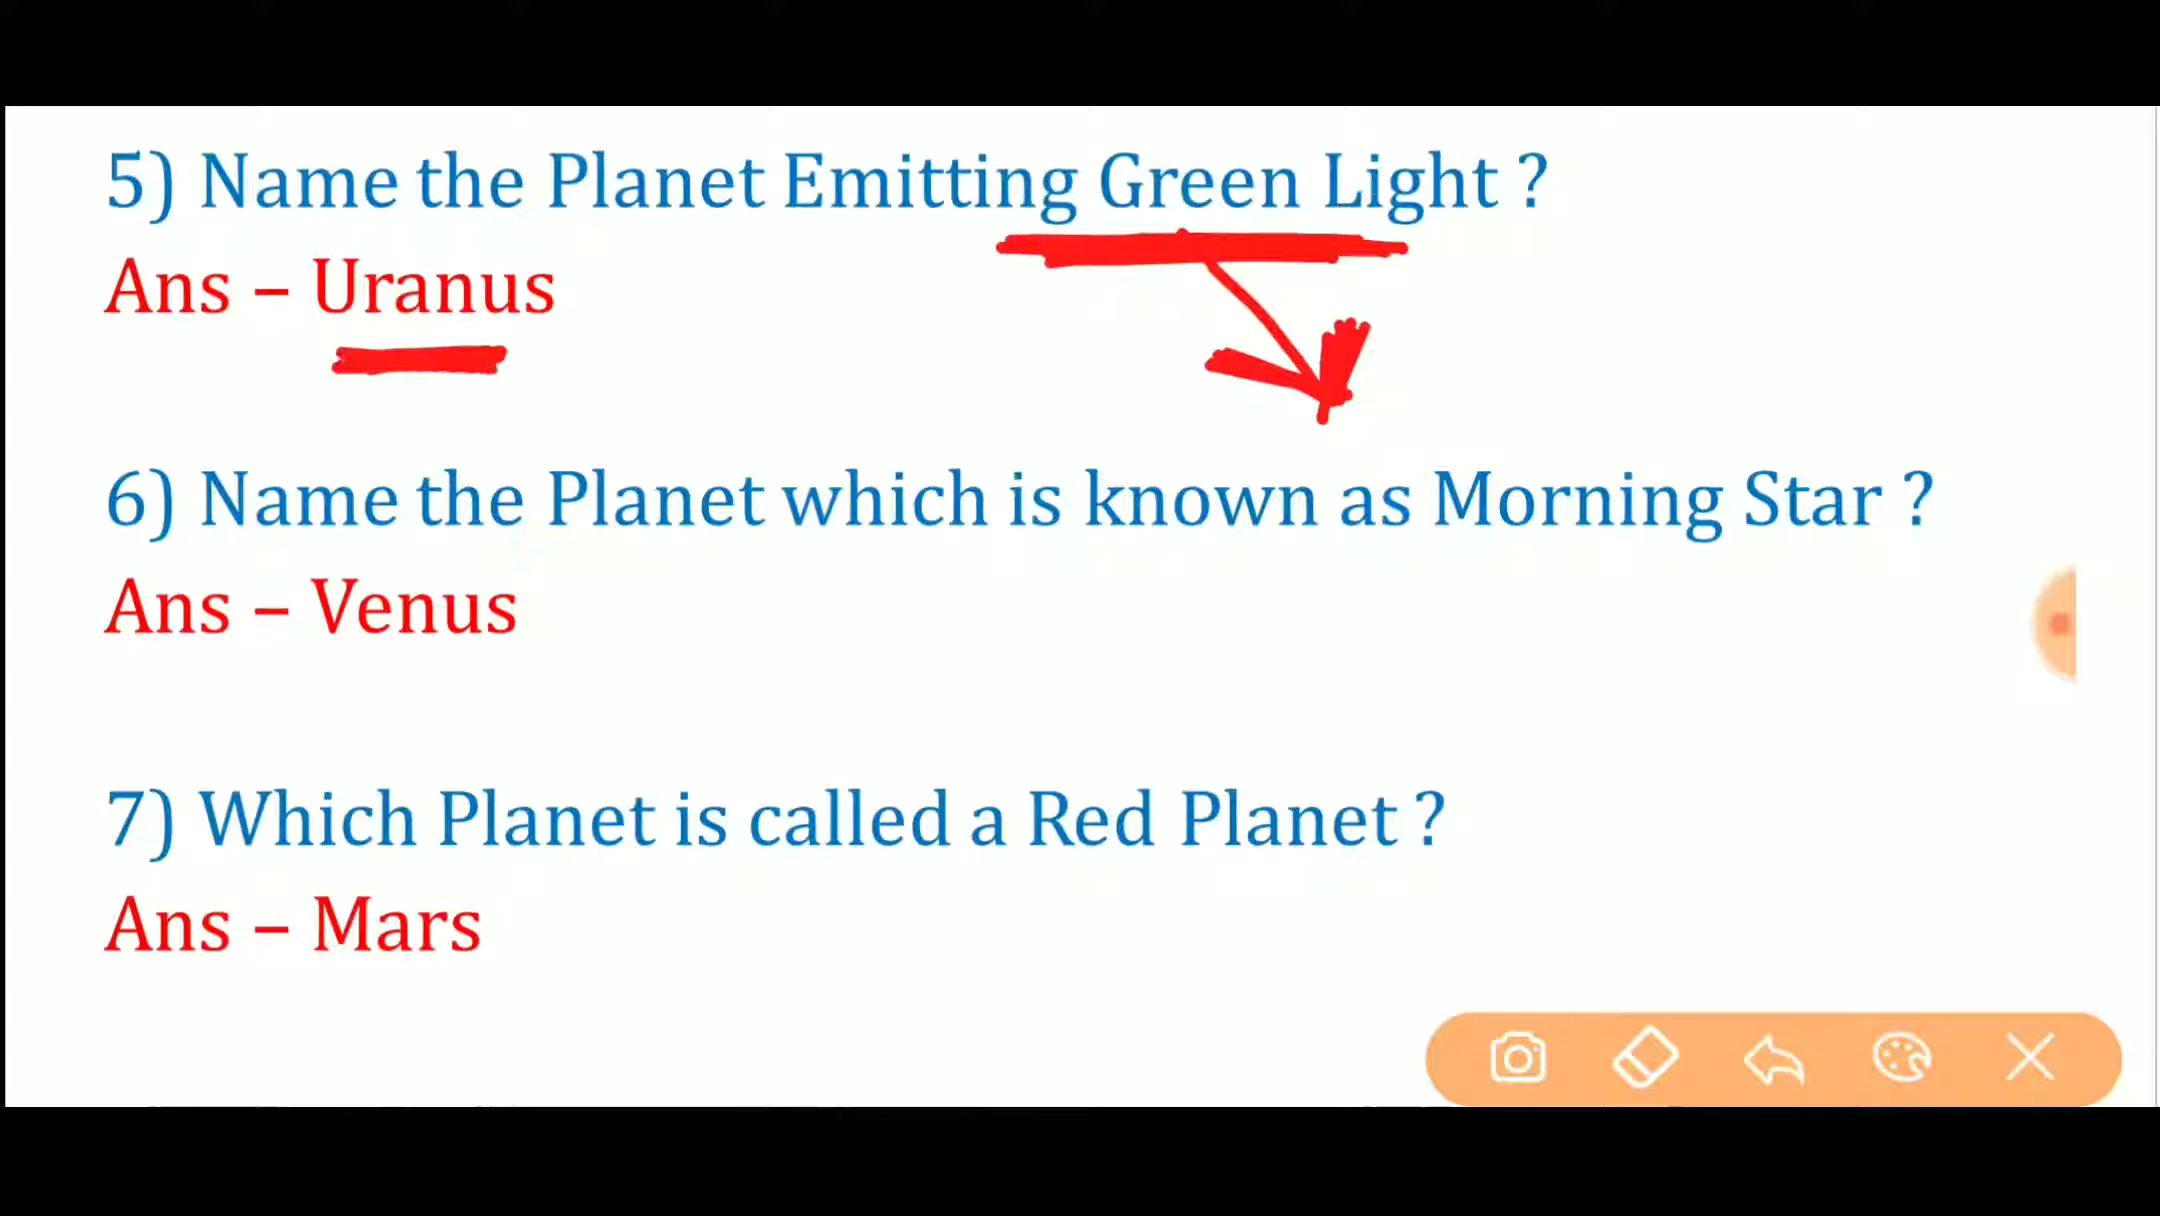 5) Name the Planet Emitting Green Light ?
Ans – Uranus
6) Name the Planet which is known as Morning Star ?
Ans – Venus
7) Which Planet is called a Red Planet ?
Ans – Mars